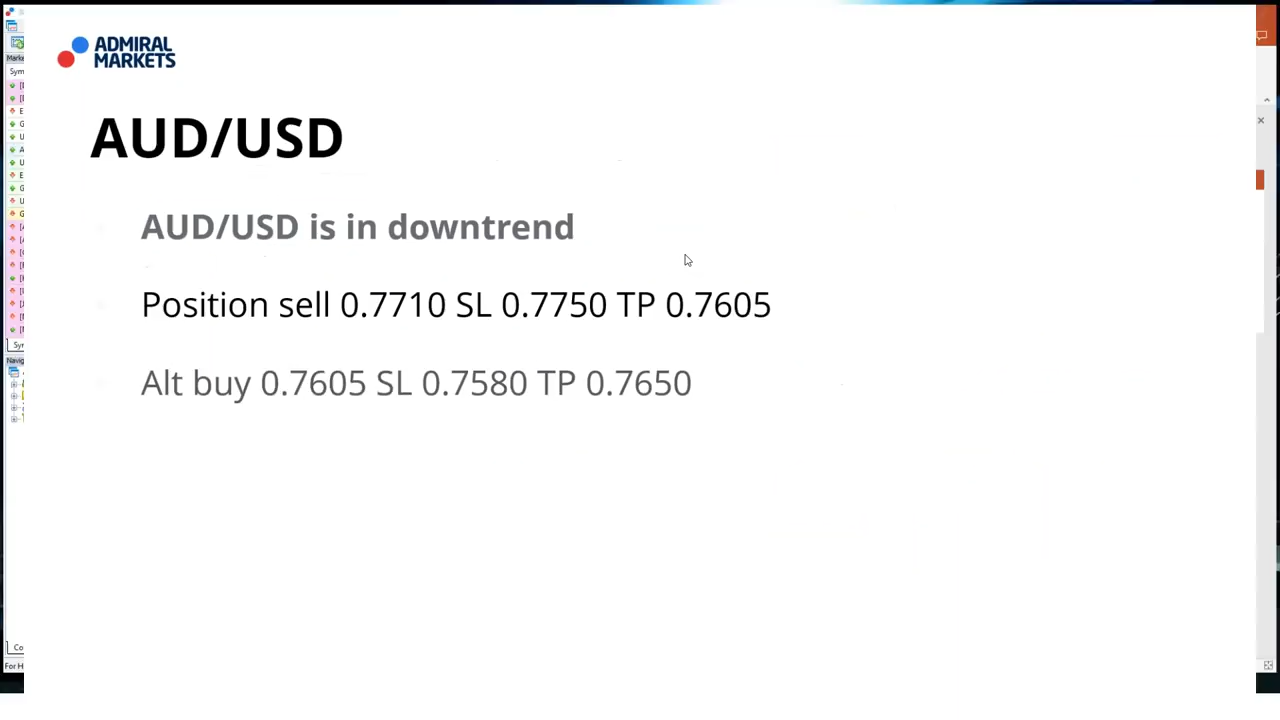 ADMIRAL
MARKETS
AUD/USD
AUD/USD is in downtrend
Position sell 0.7710 SL 0.7750 TP 0.7605
Alt buy 0.7605 SL 0.7580 TP 0.7650